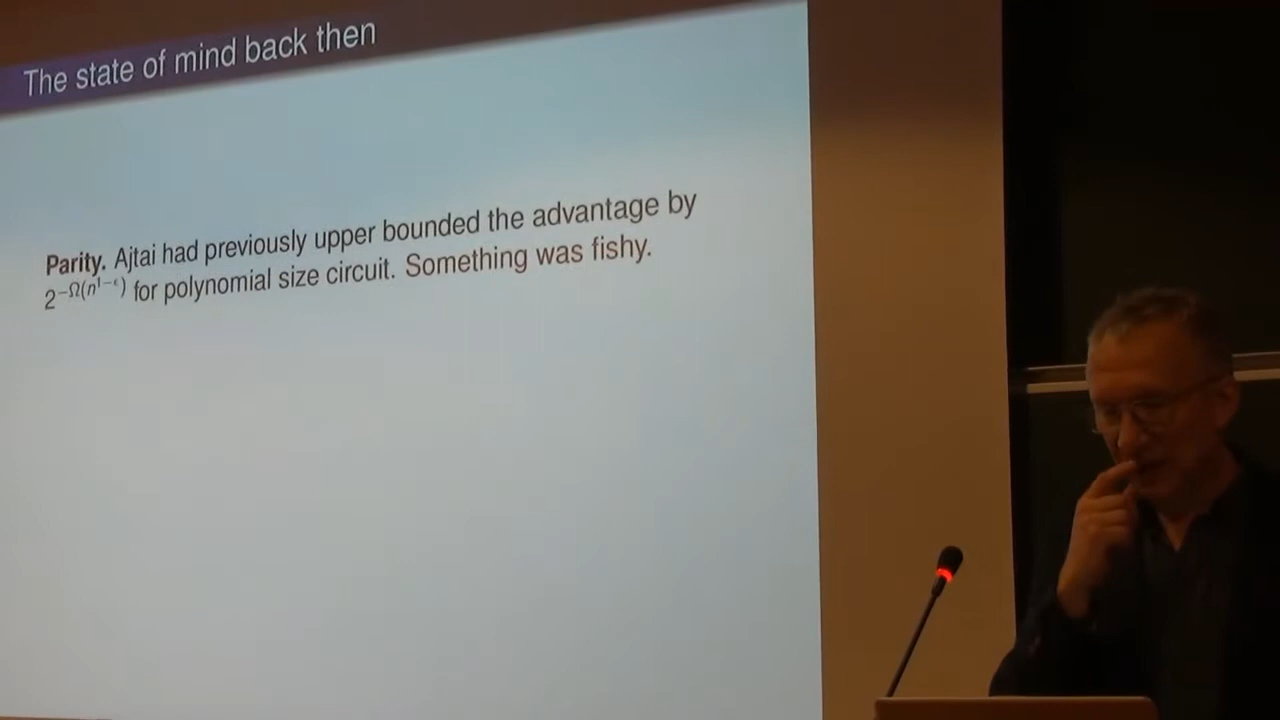 The state of mind back then
Parity. Ajtai had previously upper bounded the advantage by
2^{-Ω(n^{1-ϵ})} for polynomial size circuit. Something was fishy.